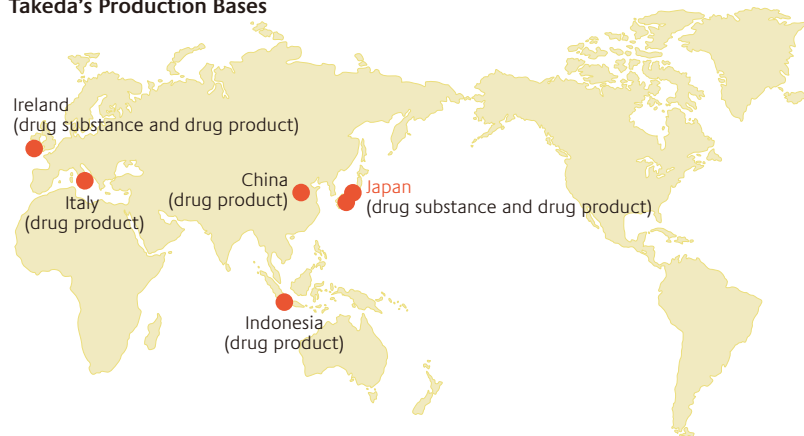 Takeda's Production Bases
Ireland
(drug substance and drug product)
Italy
(drug product)
China
(drug product)
Japan
(drug substance and drug product)
Indonesia
(drug product)